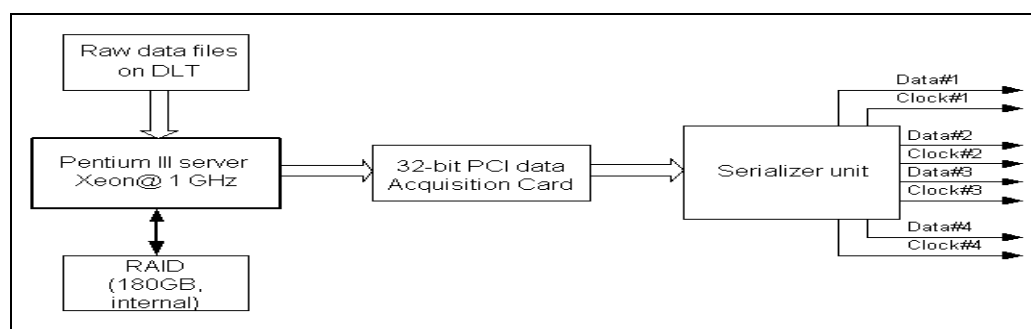 Raw data files
on DLT
Pentium III server
Xeon@ 1 GHz
RAID
(180GB,
internal)
32-bit PCI data
Acquisition Card
Serializer unit
Data#1
Clock#1
Data#2
Clock#2
Data#3
Clock#3
Data#4
Clock#4